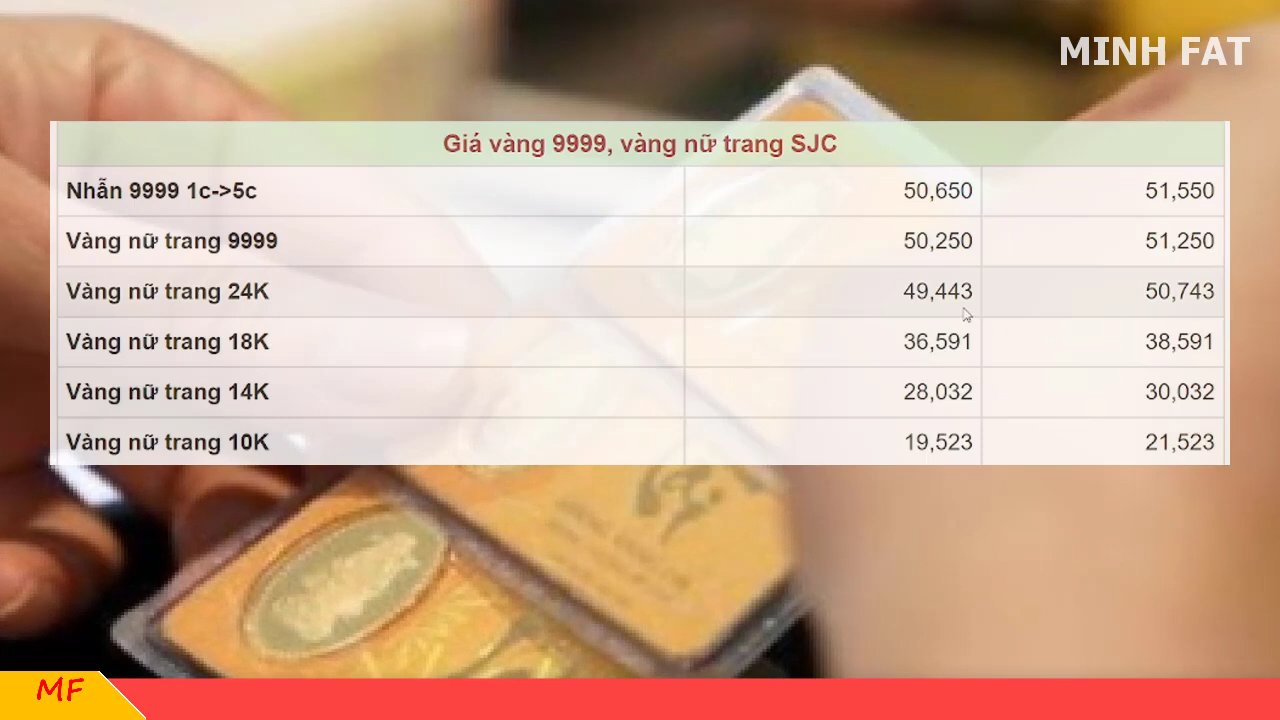 MINH FAT
Giá vàng 9999, vàng nữ trang SJC
Nhẫn 9999 1c->5c 50,650 51,550
Vàng nữ trang 9999 50,250 51,250
Vàng nữ trang 24K 49,443 50,743
Vàng nữ trang 18K 36,591 38,591
Vàng nữ trang 14K 28,032 30,032
Vàng nữ trang 10K 19,523 21,523
MF